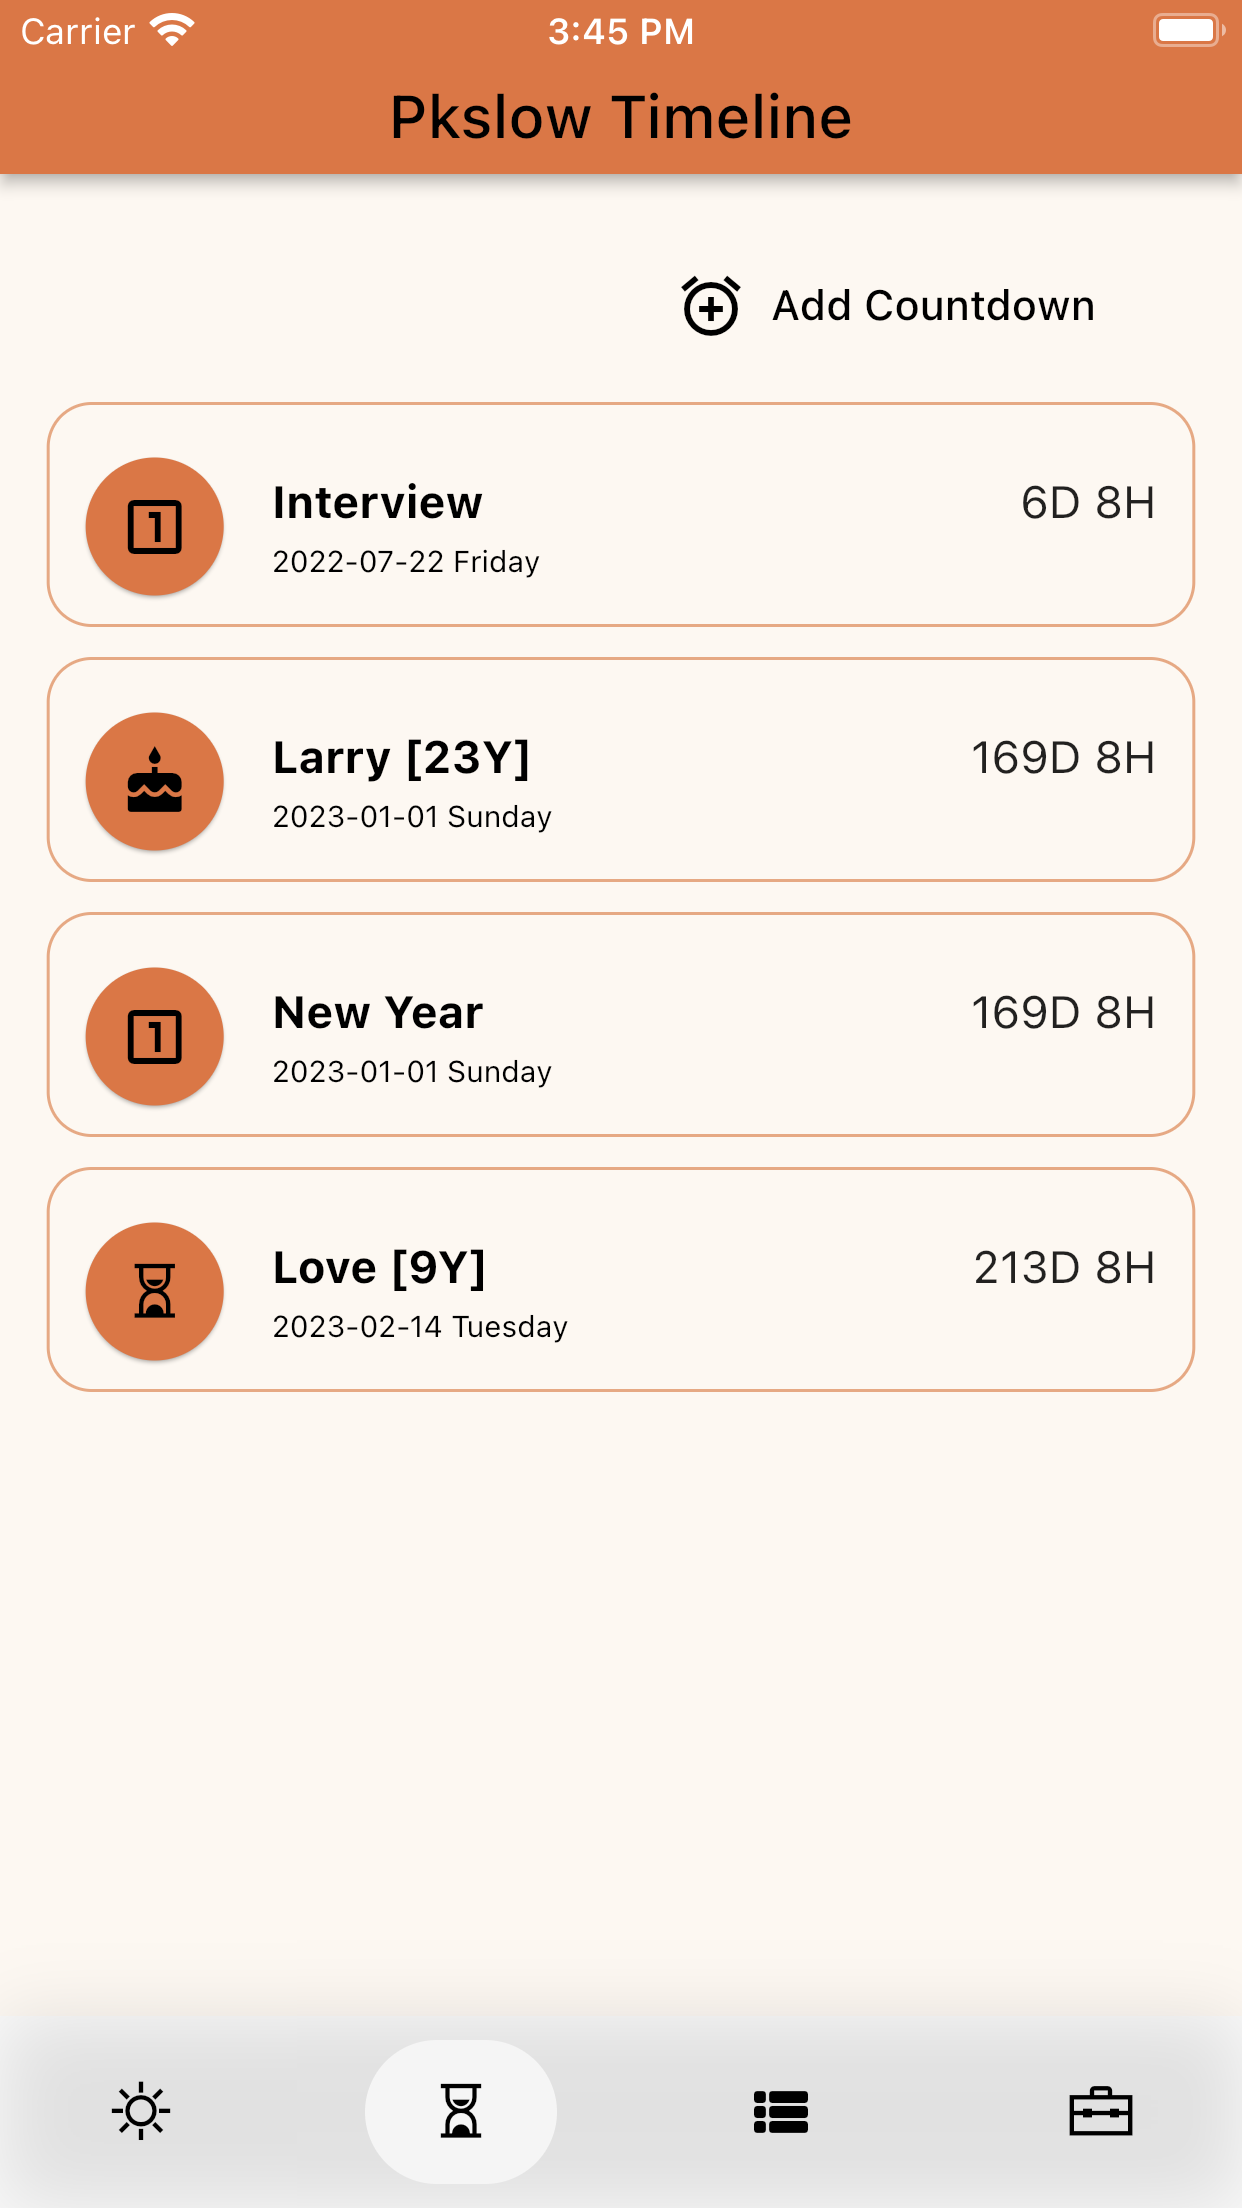 Carrier 3:45 PM
Pkslow Timeline
Add Countdown
1
Interview 6D 8H
2022-07-22 Friday
Larry [23Y] 169D 8H
2023-01-01 Sunday
1
New Year 169D 8H
2023-01-01 Sunday
Love [9Y] 213D 8H
2023-02-14 Tuesday